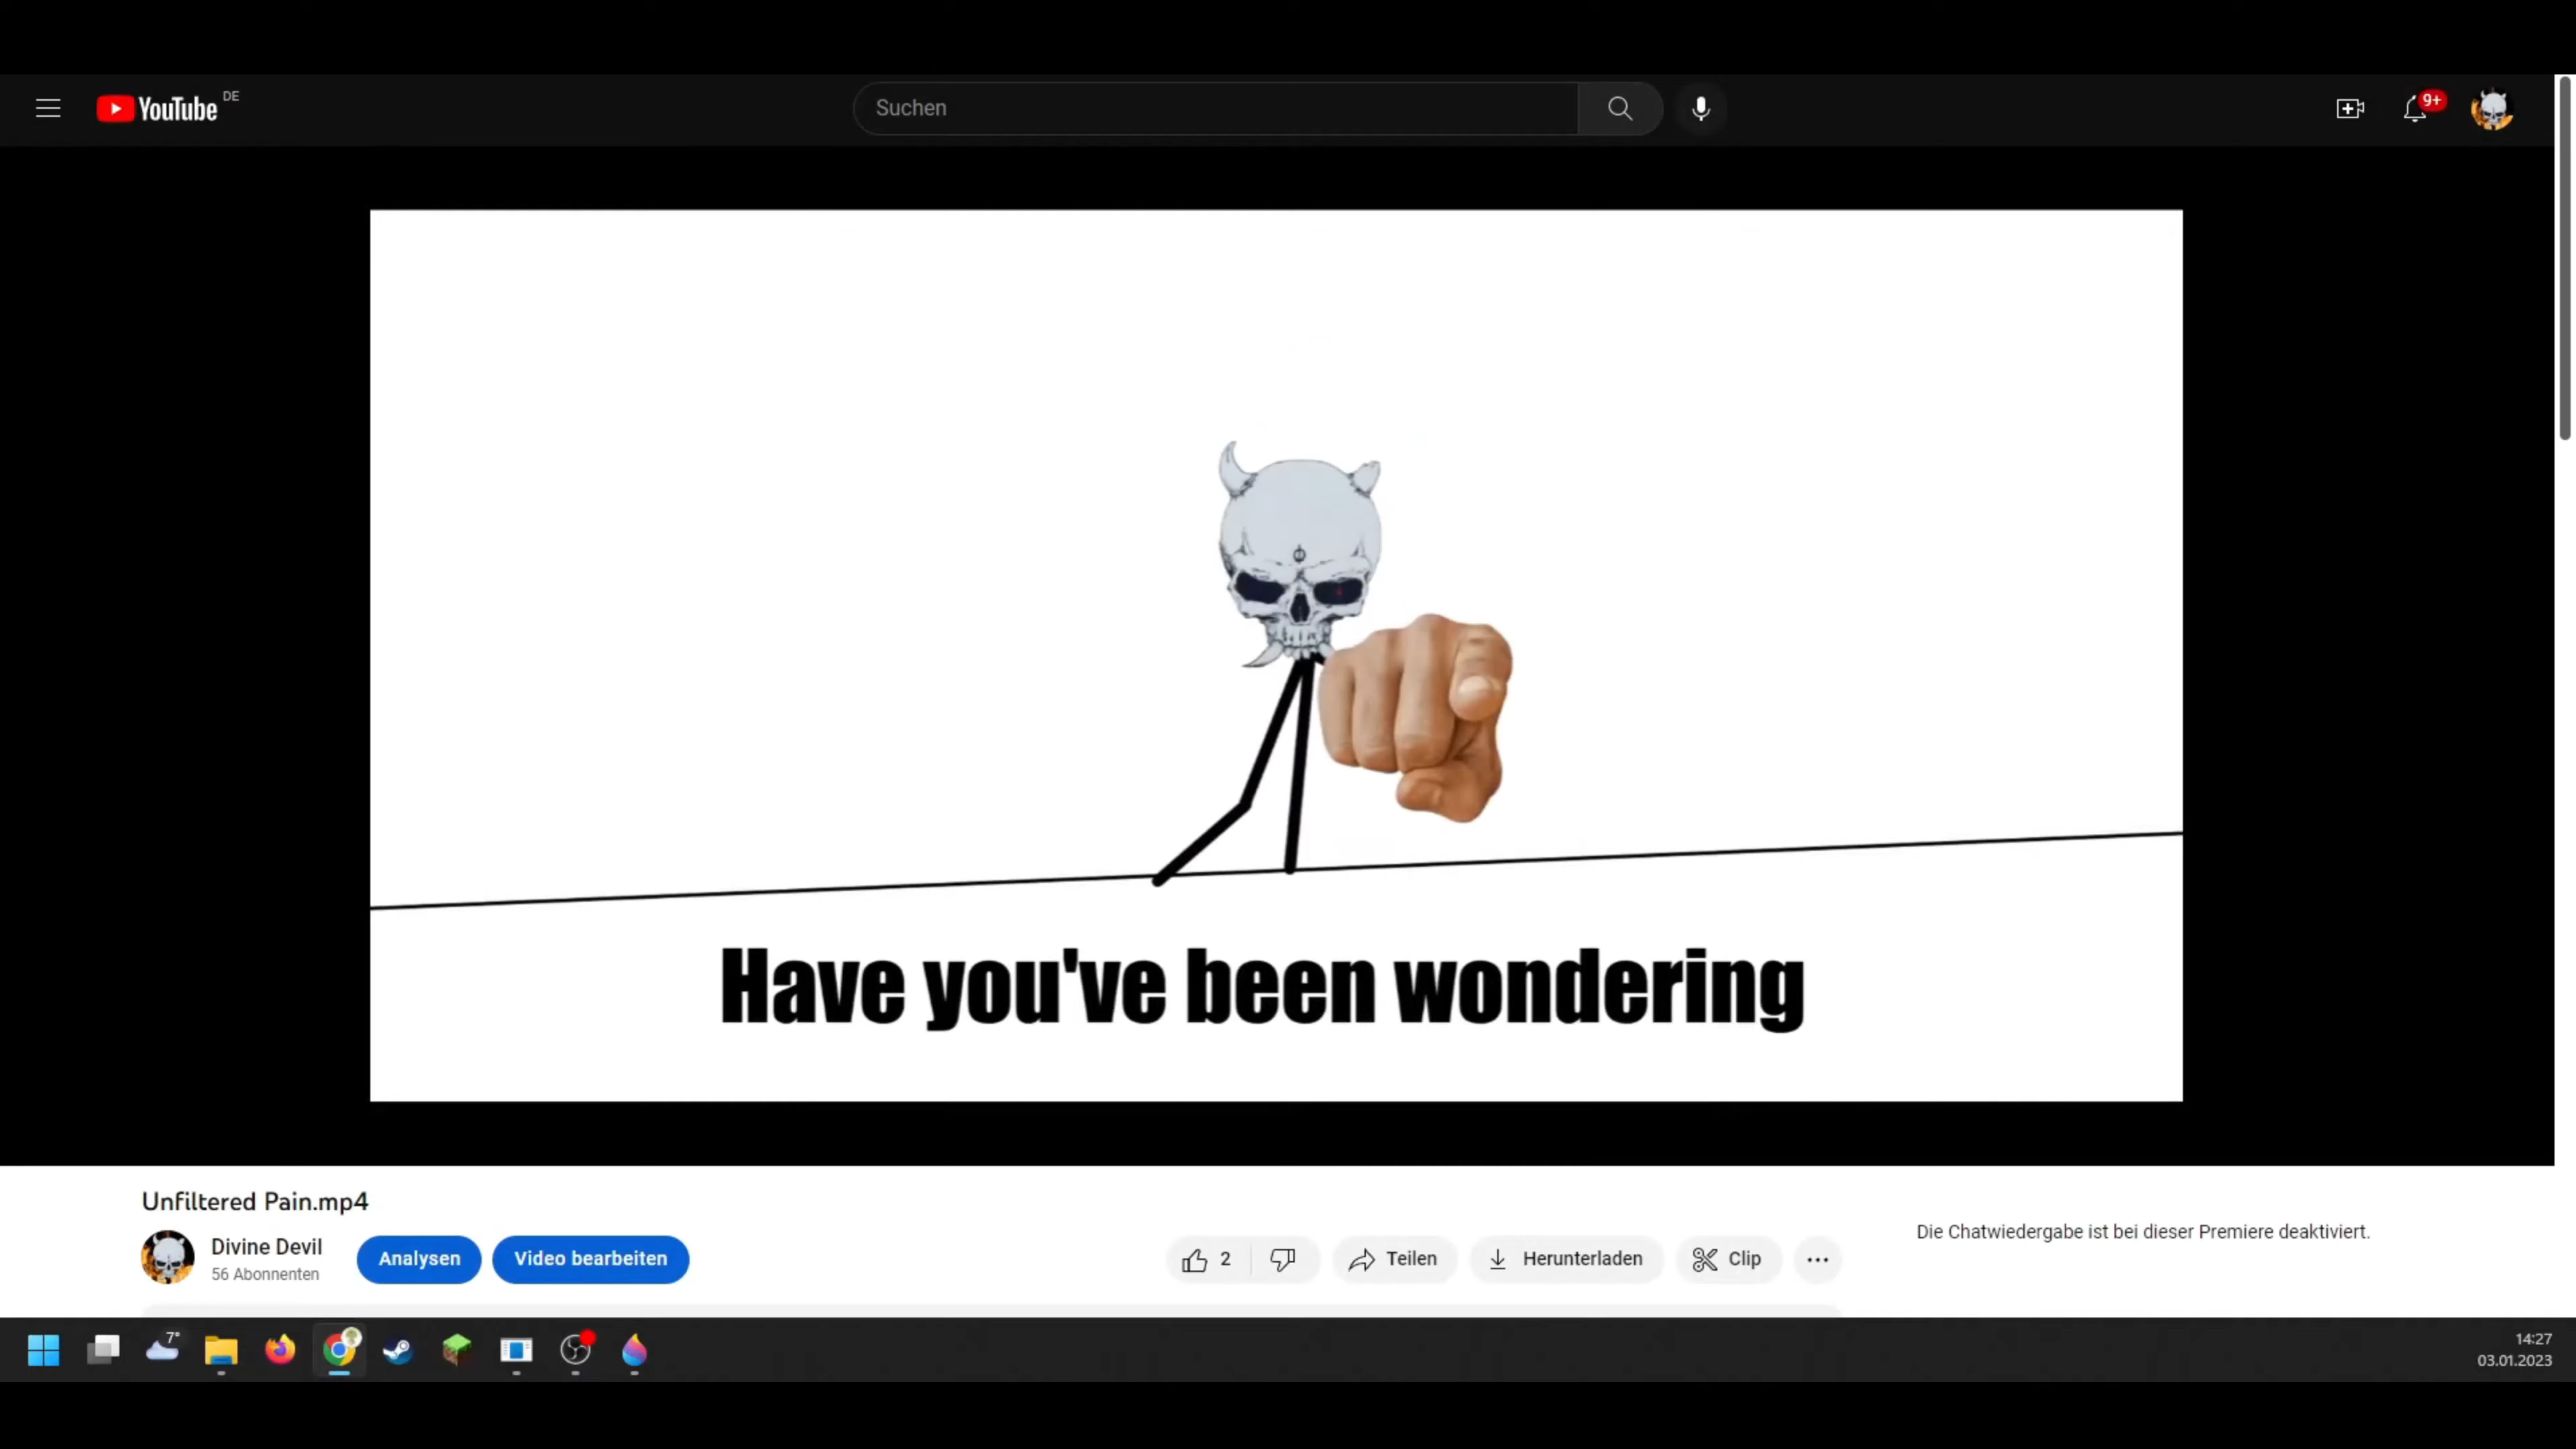 YouTube DE
Suchen
9+
Have you've been wondering
Unfiltered Pain.mp4
Divine Devil
56 Abonnenten
Analysen
Video bearbeiten
2
Teilen
Herunterladen
Clip
Die Chatwiedergabe ist bei dieser Premiere deaktiviert.
7°
14:27
03.01.2023